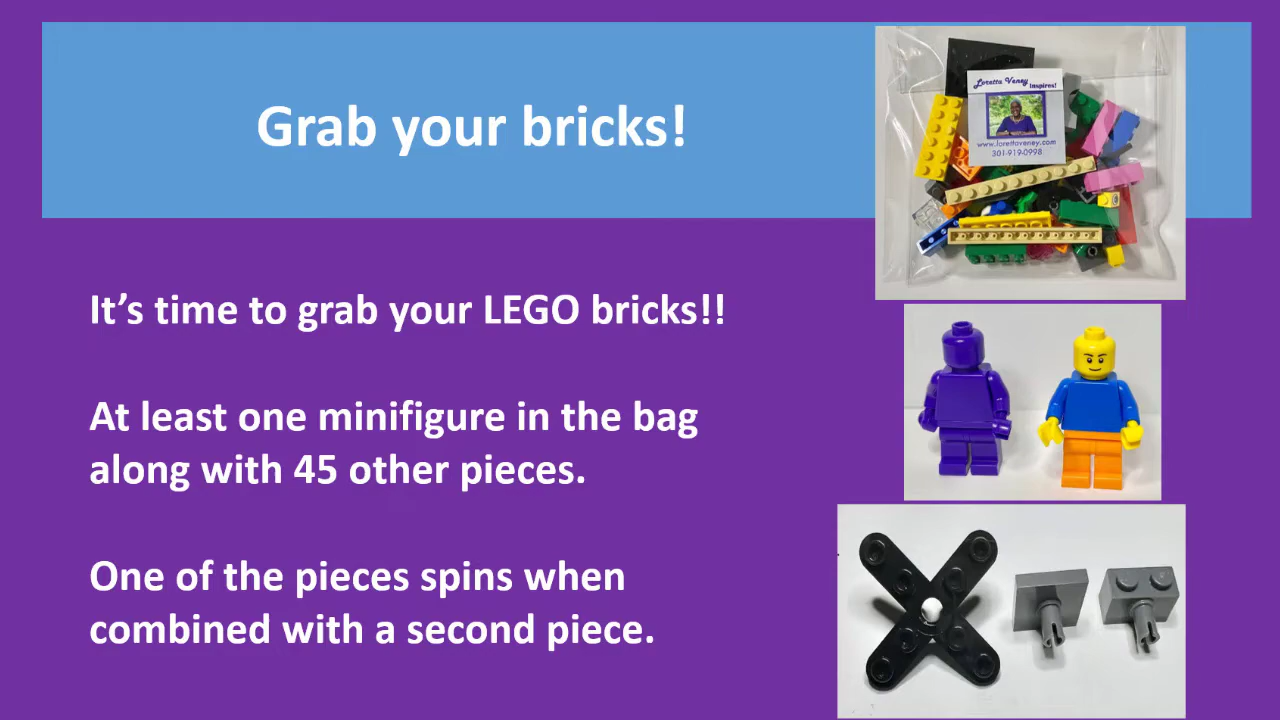 Grab your bricks!
Loretta Veney
Inspires!
www.lorettaveney.com
301-919-0998
It’s time to grab your LEGO bricks!!
At least one minifigure in the bag
along with 45 other pieces.
One of the pieces spins when
combined with a second piece.